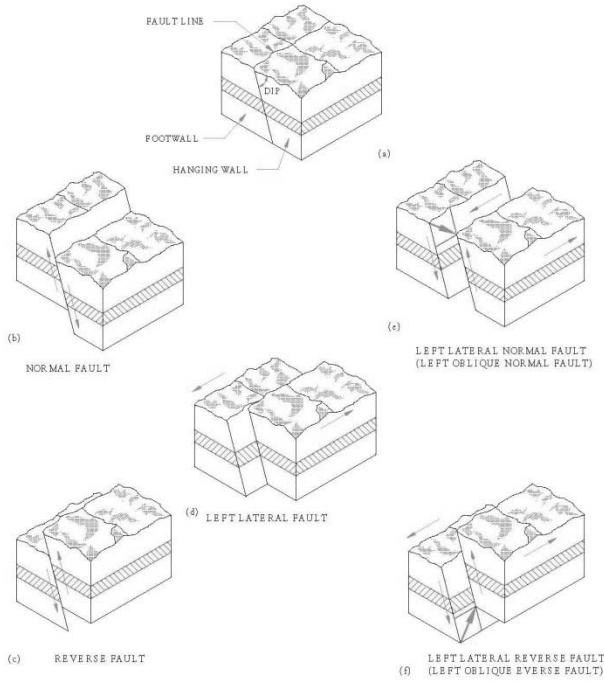 FAULT LINE
DIP
FOOTWALL
HANGING WALL
(a)
(b)
NORMAL FAULT
(e)
LEFT LATERAL NORMAL FAULT
(LEFT OBLIQUE NORMAL FAULT)
(d)
LEFT LATERAL FAULT
(c)
REVERSE FAULT
LEFT LATERAL REVERSE FAULT
(f) (LEFT OBLIQUE EVERSE FAULT)